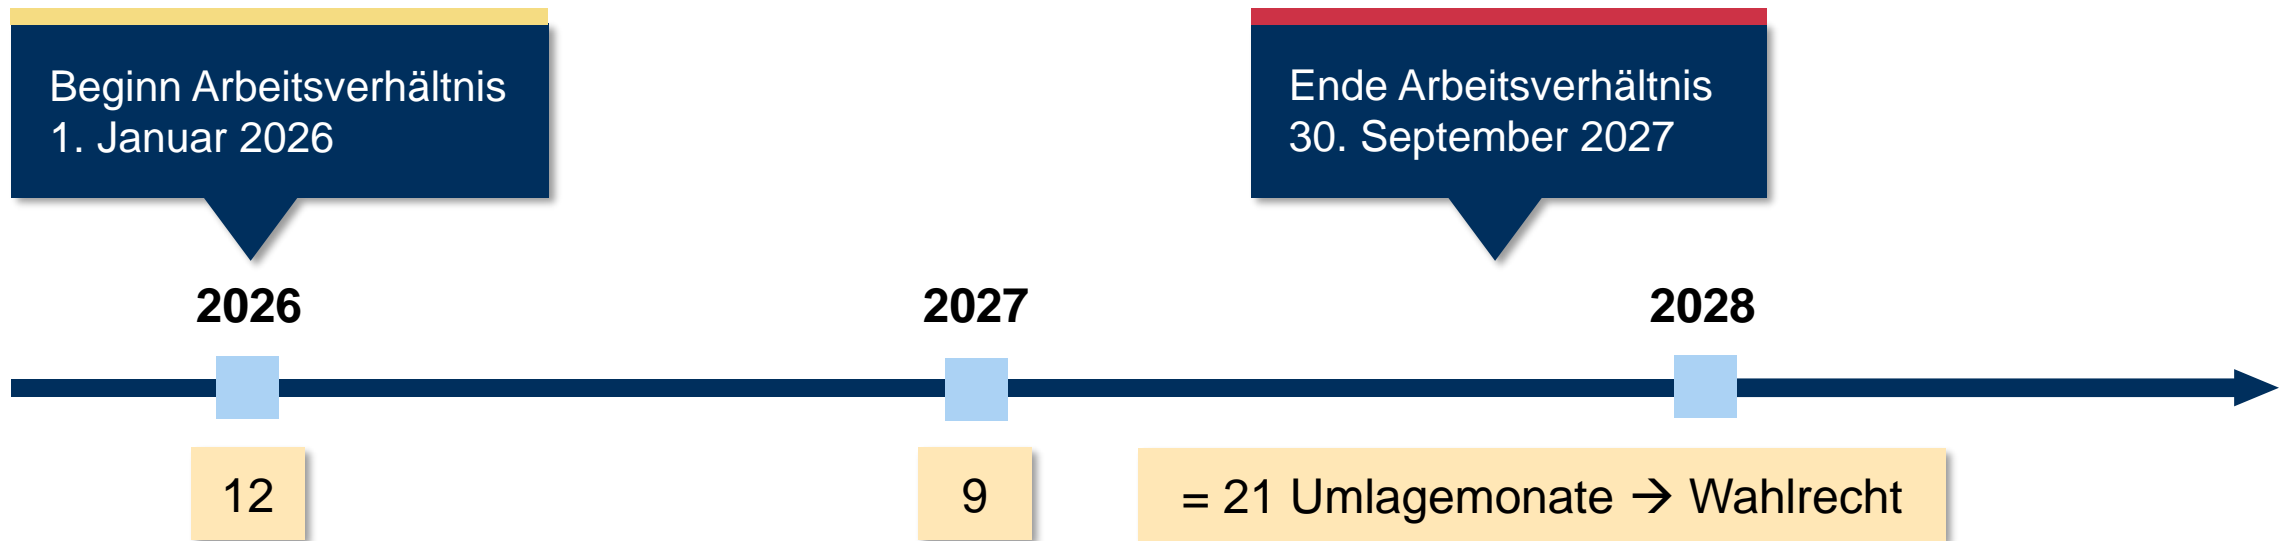 Beginn Arbeitsverhältnis
1. Januar 2026
Ende Arbeitsverhältnis
30. September 2027
2026
2027
2028
12
9
= 21 Umlagemonate → Wahlrecht